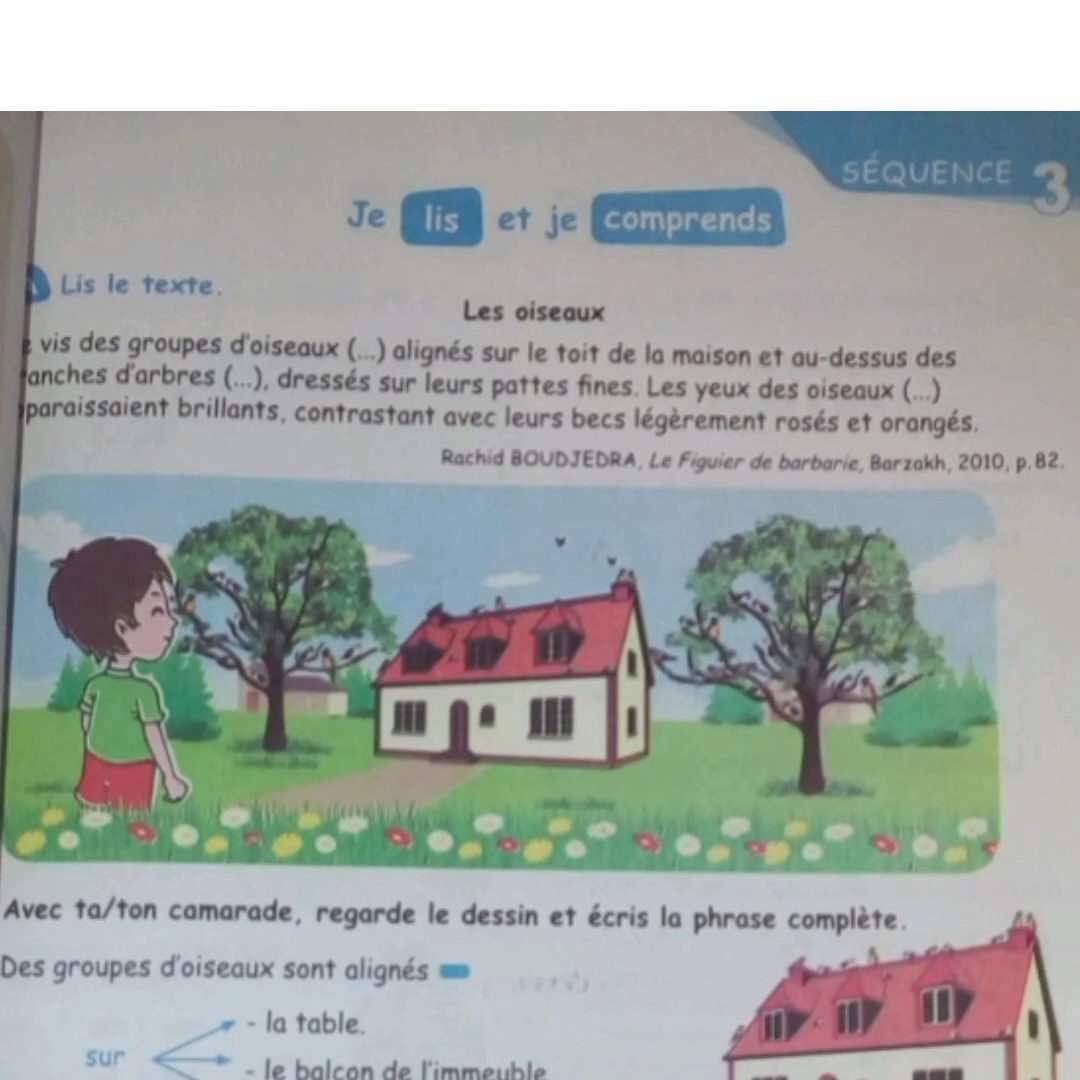 SÉQUENCE 3
Je lis et je comprends
Lis le texte.
Les oiseaux
vis des groupes d'oiseaux (...) alignés sur le toit de la maison et au-dessus des
anches d'arbres (...), dressés sur leurs pattes fines. Les yeux des oiseaux (...)
paraissaient brillants, contrastant avec leurs becs légèrement rosés et orangés.
Rachid BOUDJEDRA, Le Figuier de barbarie, Barzakh, 2010, p.82.
Avec ta/ton camarade, regarde le dessin et écris la phrase complète.
Des groupes d'oiseaux sont alignés
- la table.
sur
- le balcon de l'immeuble